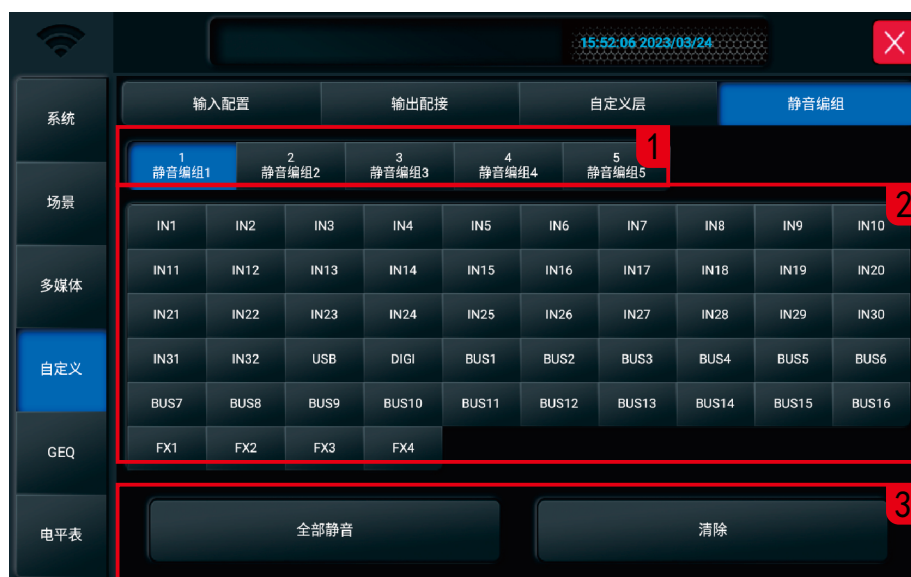 15:52:06 2023/03/24
系统
场景
多媒体
自定义
GEQ
电平表
输入配置 输出配接 自定义层 静音编组
1
1 2 3 4 5
静音编组1 静音编组2 静音编组3 静音编组4 静音编组5
2
IN1 IN2 IN3 IN4 IN5 IN6 IN7 IN8 IN9 IN10
IN11 IN12 IN13 IN14 IN15 IN16 IN17 IN18 IN19 IN20
IN21 IN22 IN23 IN24 IN25 IN26 IN27 IN28 IN29 IN30
IN31 IN32 USB DIGI BUS1 BUS2 BUS3 BUS4 BUS5 BUS6
BUS7 BUS8 BUS9 BUS10 BUS11 BUS12 BUS13 BUS14 BUS15 BUS16
FX1 FX2 FX3 FX4
3
全部静音 清除